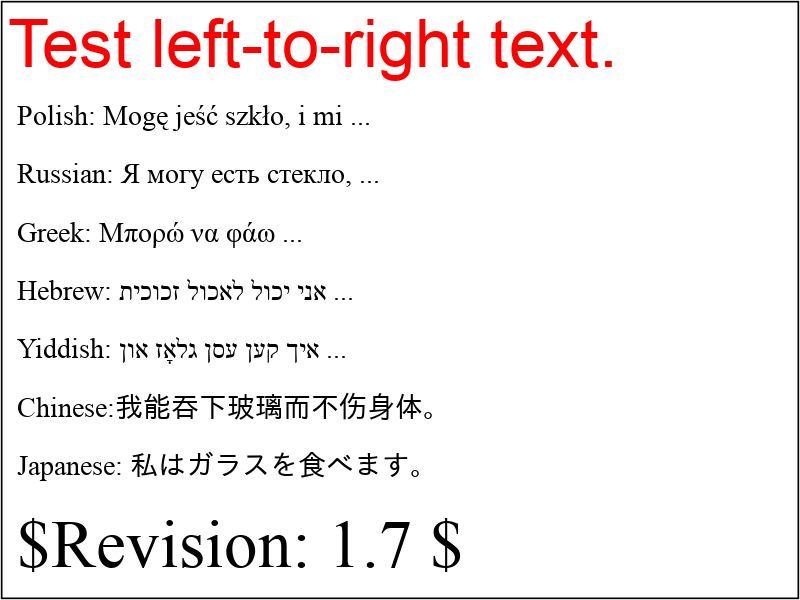 Test left-to-right text.
Polish: Mogę jeść szkło, i mi ...
Russian: Я могу есть стекло, ...
Greek: Μπορώ να φάω ...
Hebrew: אני יכול לאכול זכוכית ...
Yiddish: איך קען עסן גלאָז און ...
Chinese:我能吞下玻璃而不伤身体。
Japanese: 私はガラスを食べます。
$Revision: 1.7 $